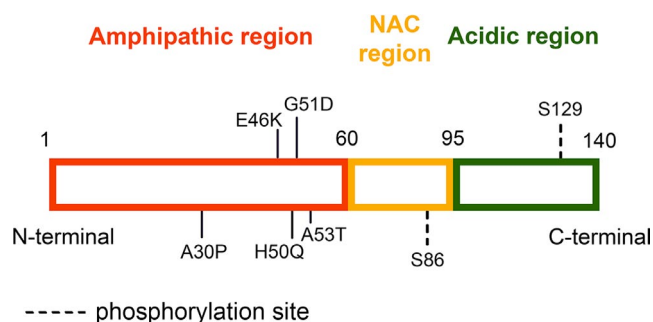 Amphipathic region
NAC
region
Acidic region
E46K
G51D
S129
1
60
95
140
N-terminal
A30P
H50Q
A53T
S86
C-terminal
phosphorylation site